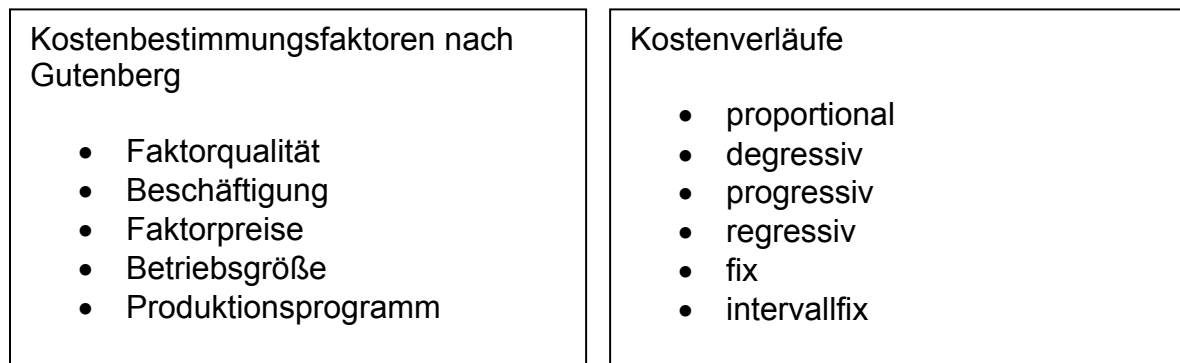 Kostenbestimmungsfaktoren nach
Gutenberg
• Faktorqualität
• Beschäftigung
• Faktorpreise
• Betriebsgröße
• Produktionsprogramm
Kostenverläufe
• proportional
• degressiv
• progressiv
• regressiv
• fix
• intervallfix